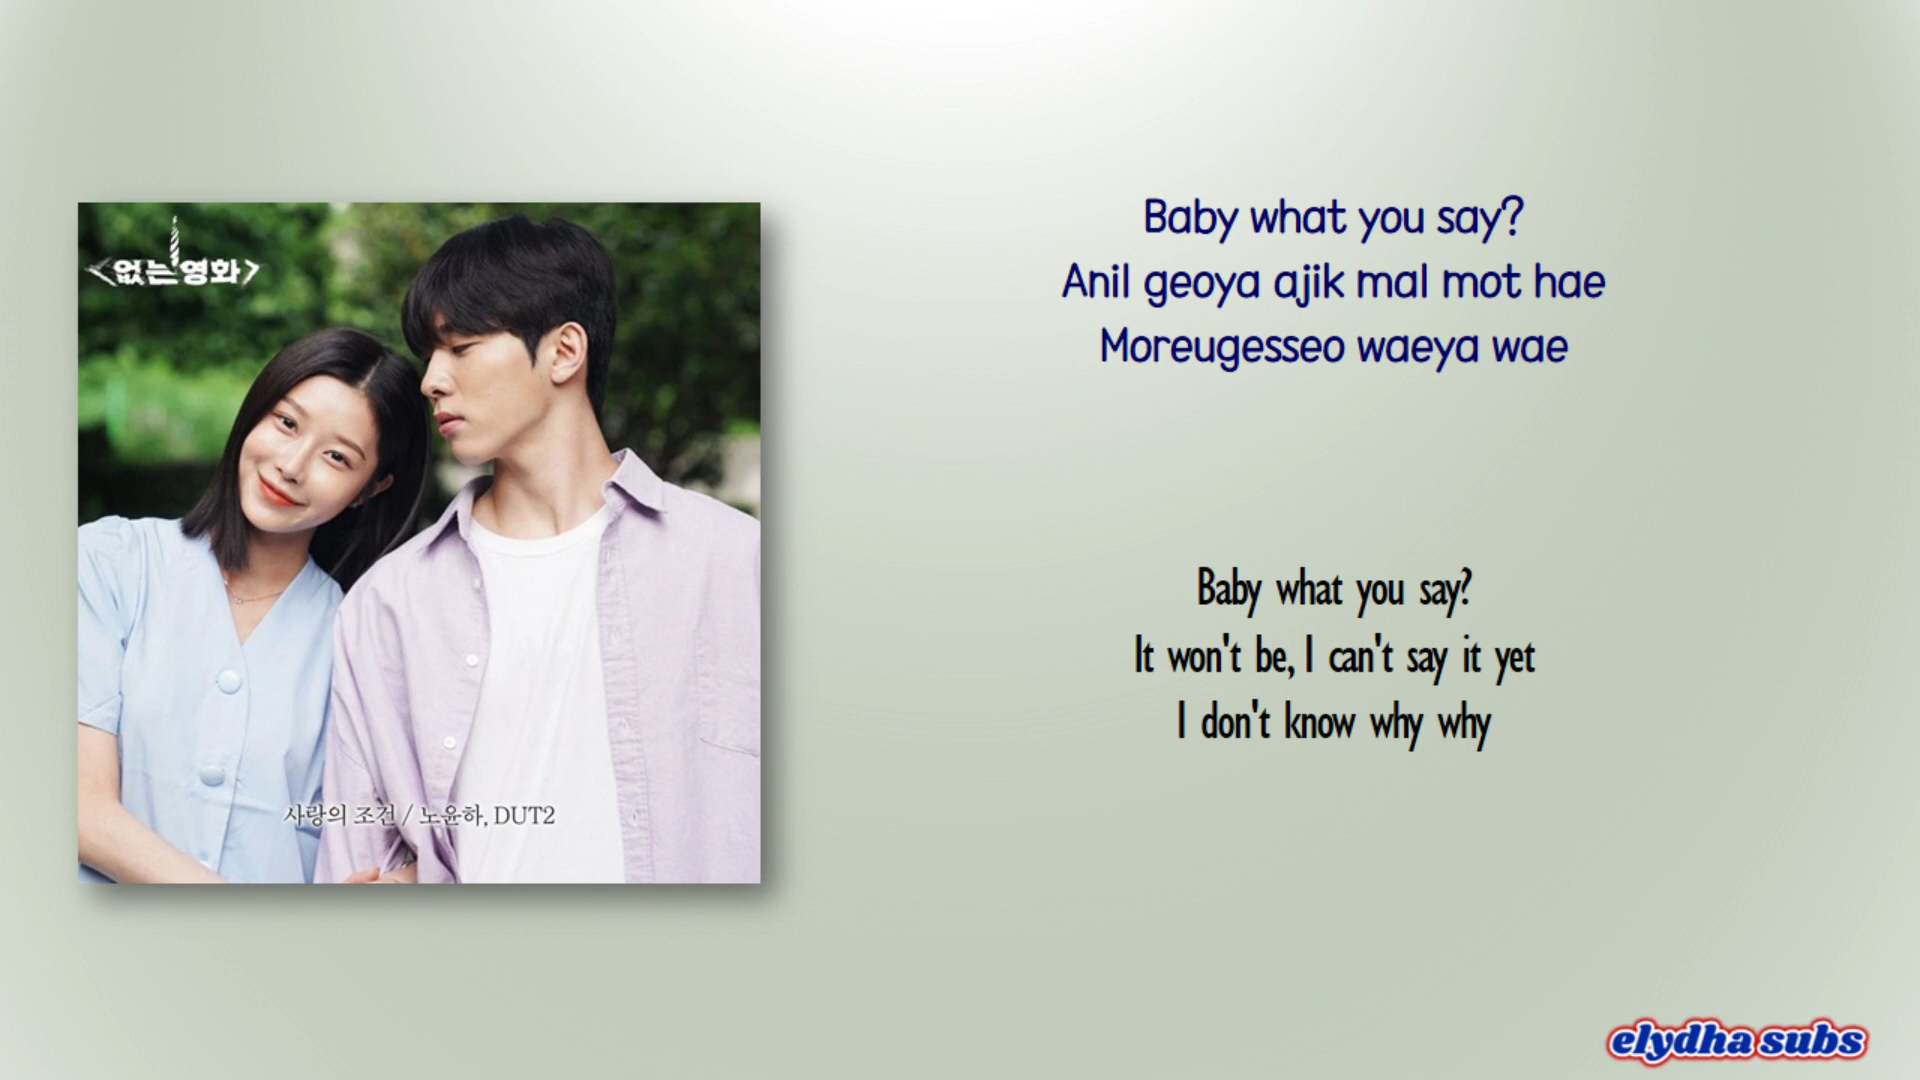 <없는영화>
사랑의 조건 / 노윤하, DUT2
Baby what you say?
Anil geoya ajik mal mot hae
Moreugesseo waeya wae
Baby what you say?
It won't be, I can't say it yet
I don't know why why
elydha subs